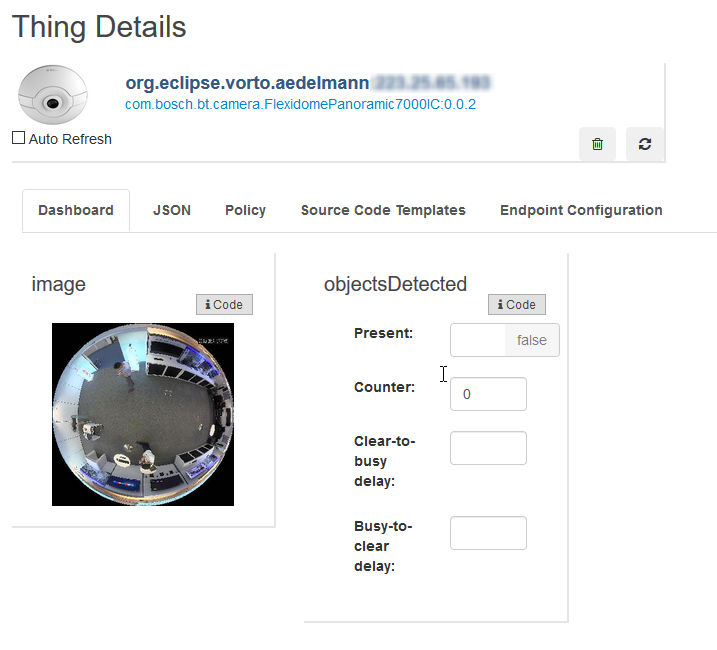 Thing Details
org.eclipse.vorto.aedelmann
com.bosch.bt.camera.FlexidomePanoramic7000IC:0.0.2
Auto Refresh
Dashboard JSON Policy Source Code Templates Endpoint Configuration
image
Code
objectsDetected
Code
Present: false
Counter: 0
Clear-to-
busy
delay:
Busy-to-
clear
delay: